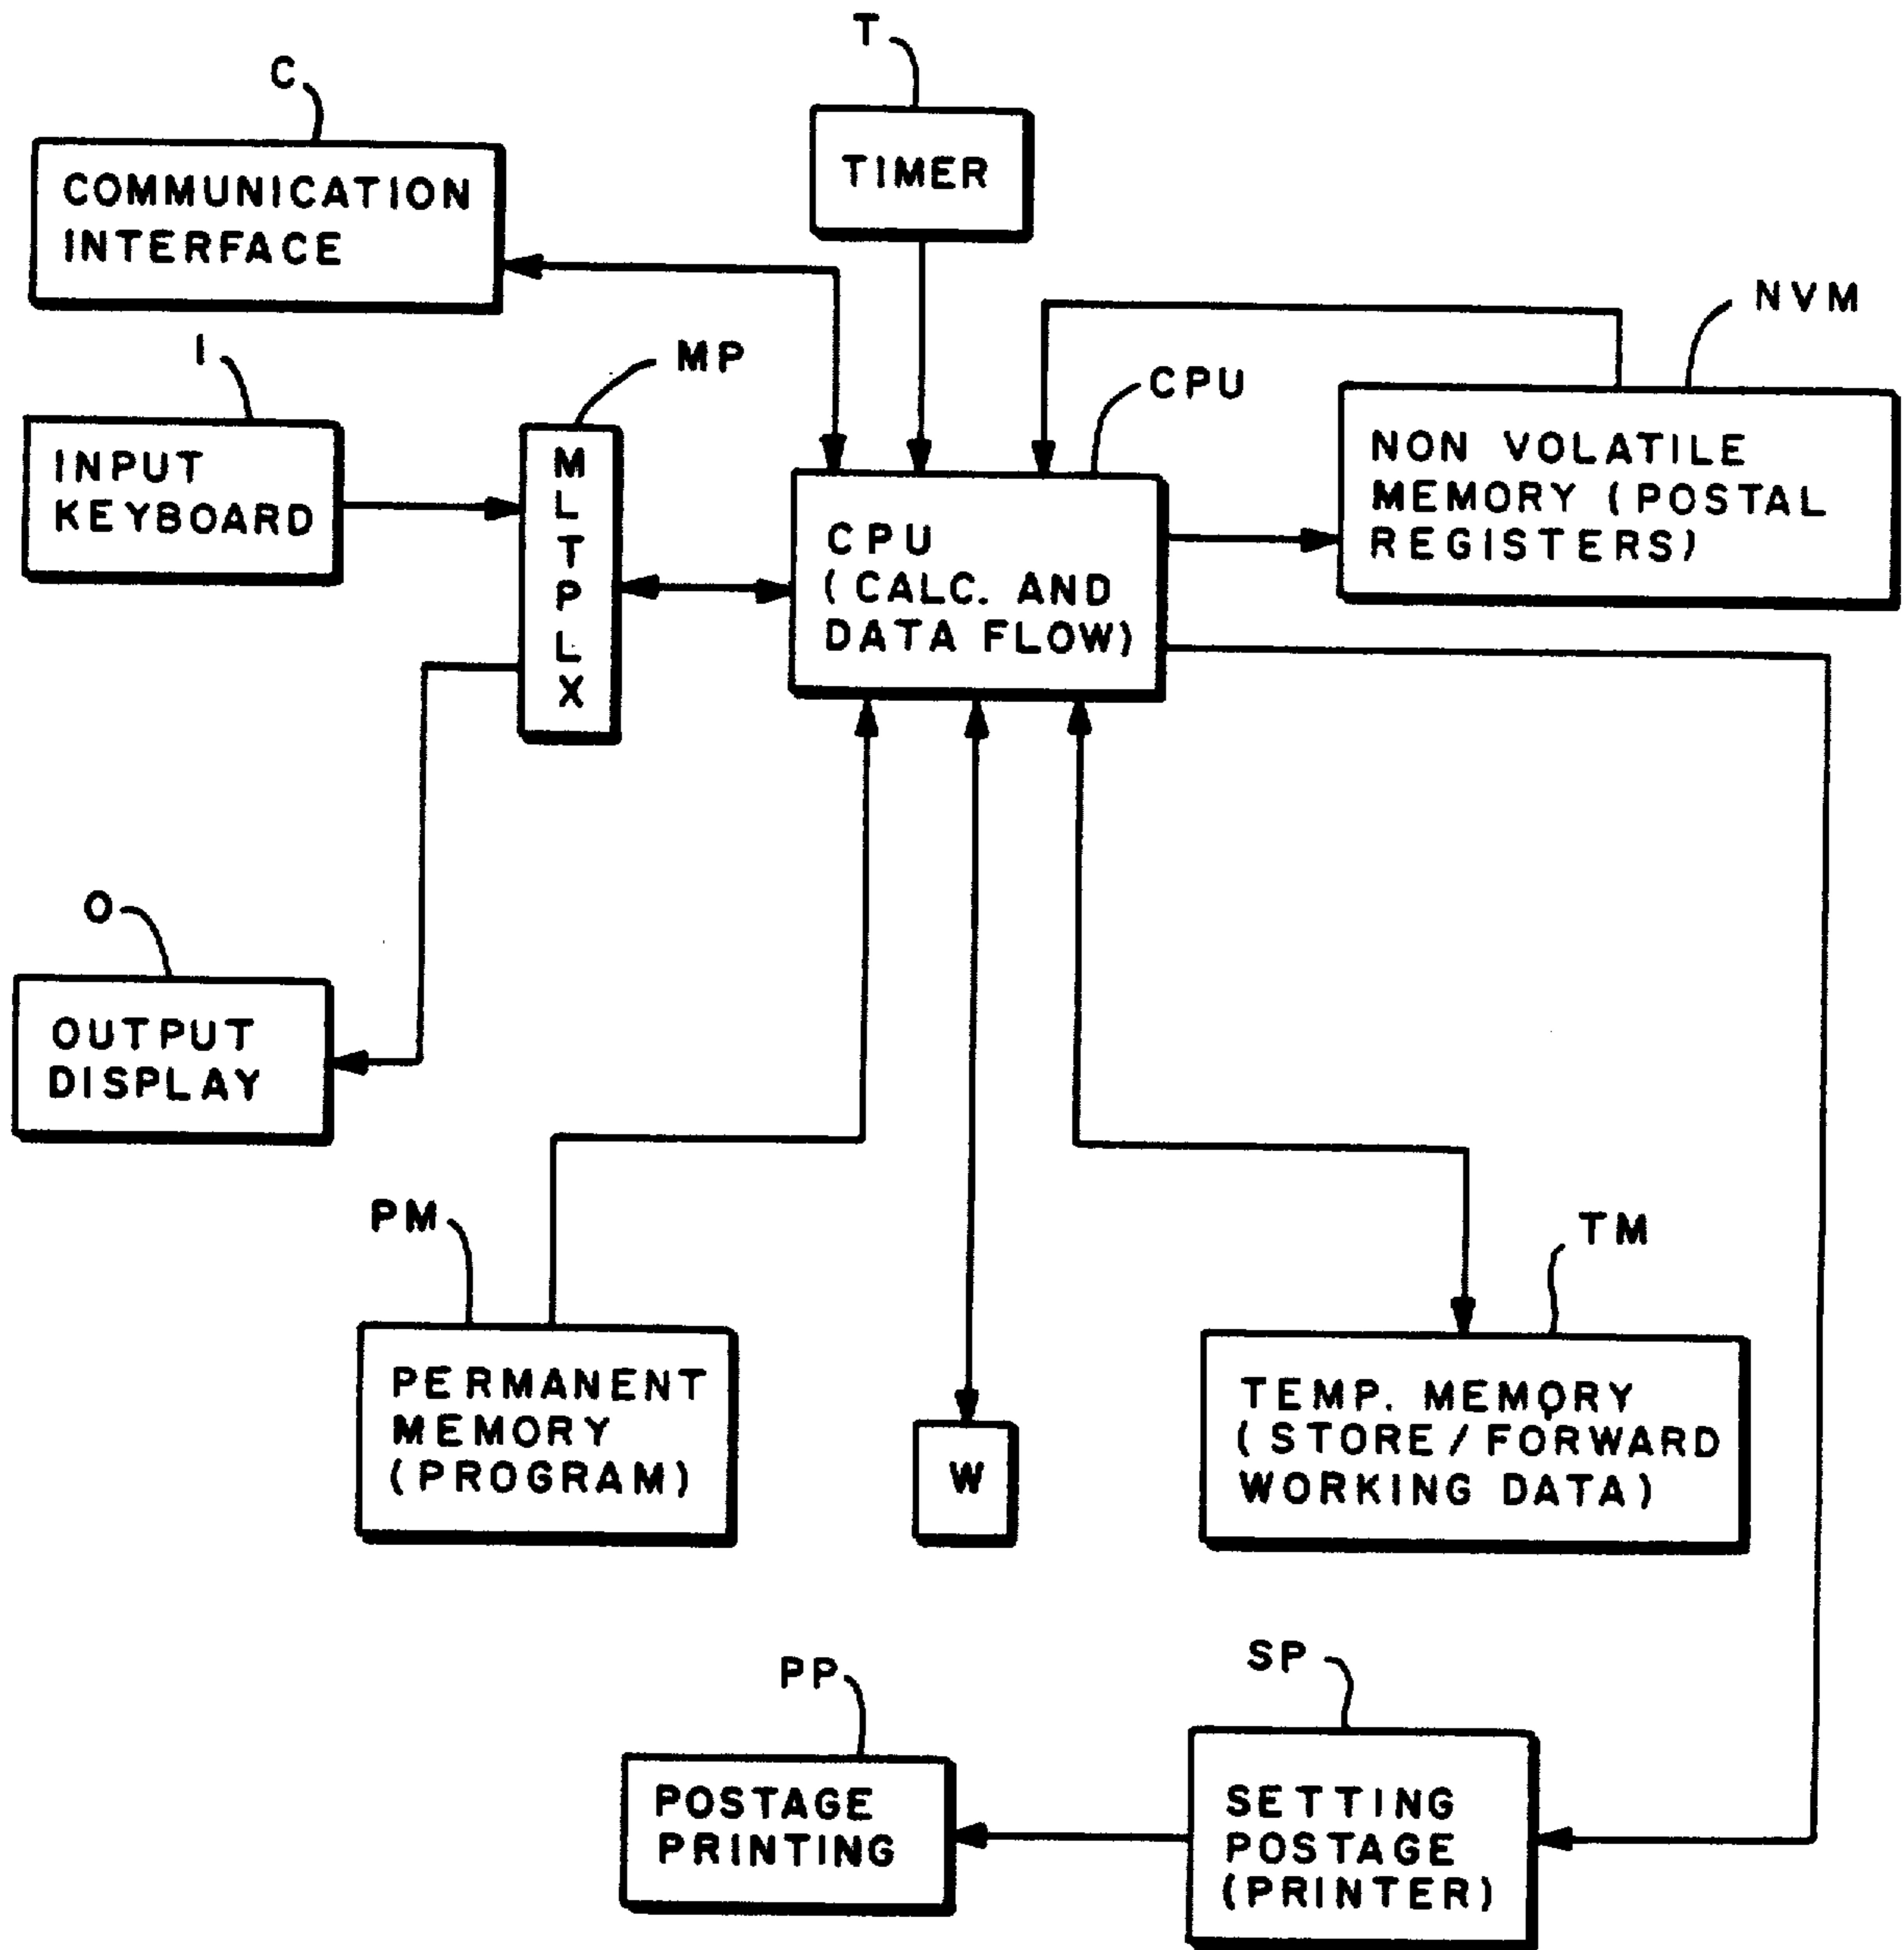 T
C
TIMER
COMMUNICATION
INTERFACE
NVM
I
MP
CPU
INPUT
KEYBOARD
MLTPLX
CPU
(CALC. AND
DATA FLOW)
NON VOLATILE
MEMORY (POSTAL
REGISTERS)
O
OUTPUT
DISPLAY
PM
TM
PERMANENT
MEMORY
(PROGRAM)
W
TEMP. MEMORY
(STORE/FORWARD
WORKING DATA)
PP
SP
POSTAGE
PRINTING
SETTING
POSTAGE
(PRINTER)